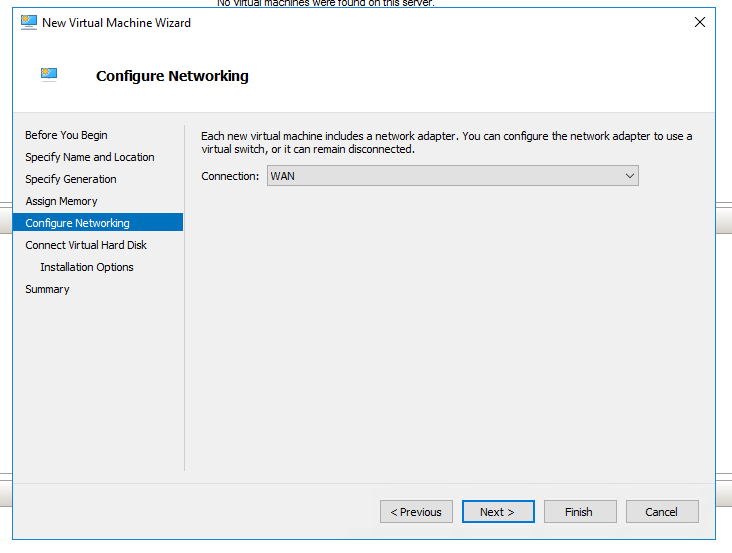 No virtual machines were found on this server.
New Virtual Machine Wizard
Configure Networking
Before You Begin
Specify Name and Location
Specify Generation
Assign Memory
Configure Networking
Connect Virtual Hard Disk
Installation Options
Summary
Each new virtual machine includes a network adapter. You can configure the network adapter to use a
virtual switch, or it can remain disconnected.
Connection: WAN
< Previous Next > Finish Cancel